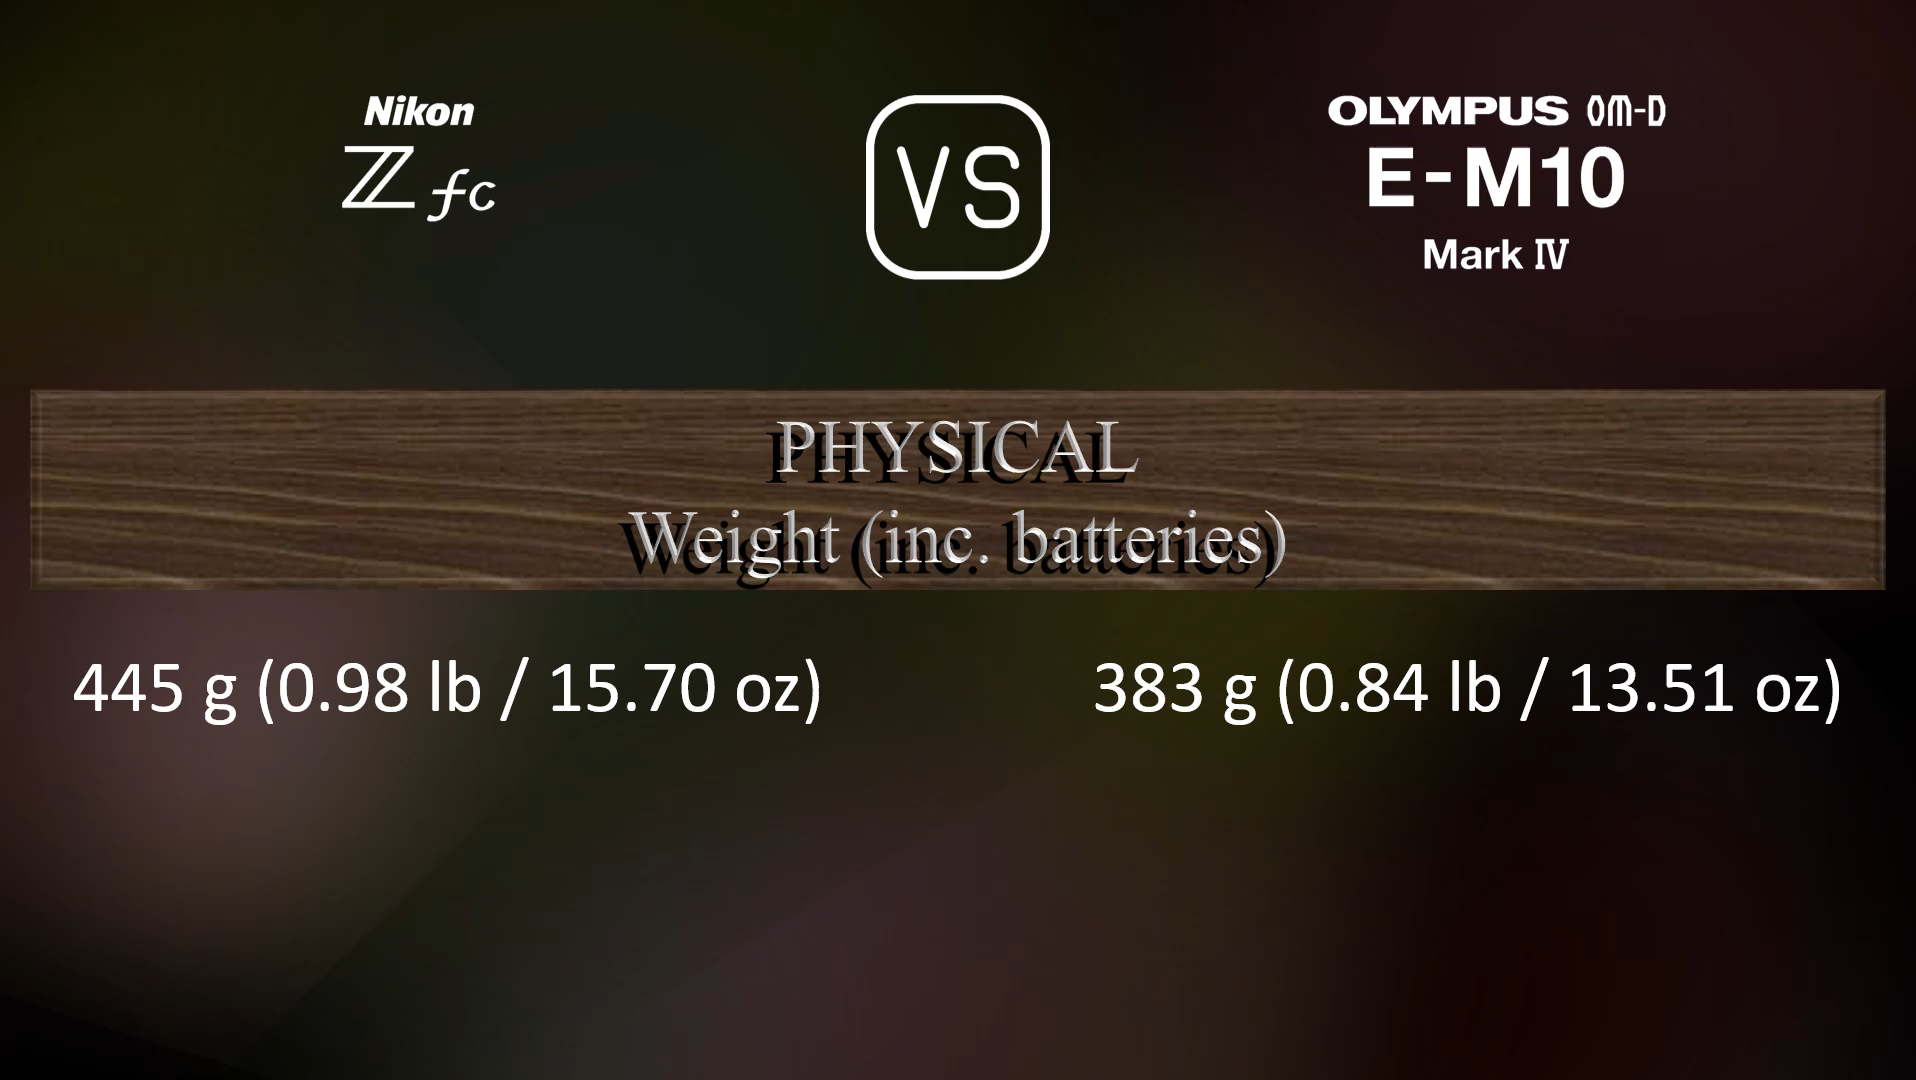 Nikon
Z fc
VS
OLYMPUS OM-D
E-M10
Mark IV
PHYSICAL
Weight (inc. batteries)
445 g (0.98 lb / 15.70 oz)
383 g (0.84 lb / 13.51 oz)